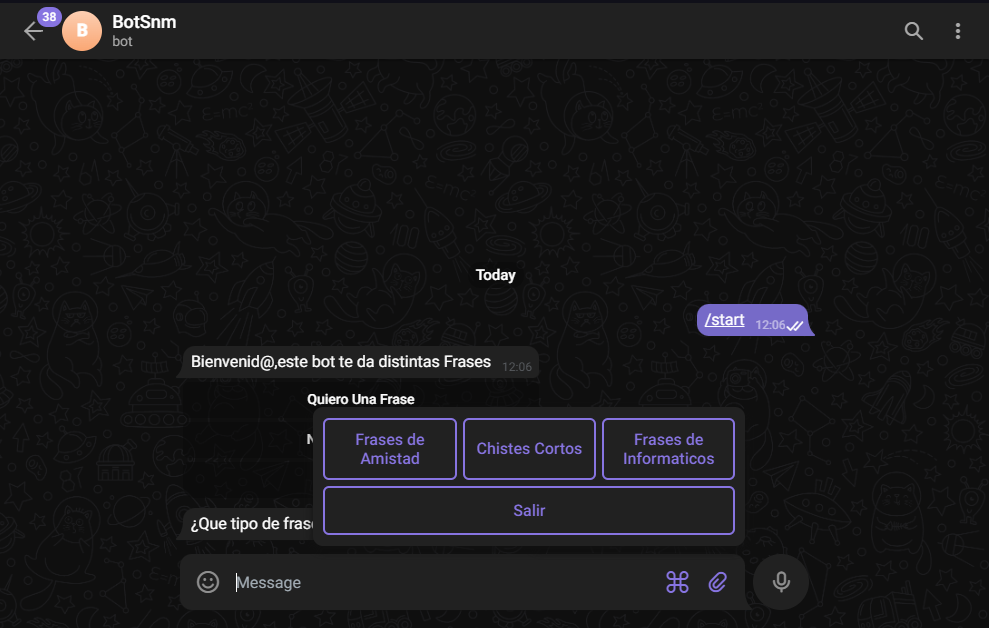 38
B
BotSnm
bot
Today
/start 12:06
Bienvenid@,este bot te da distintas Frases 12:06
Quiero Una Frase
Frases de
Amistad
Chistes Cortos
Frases de
Informaticos
Salir
¿Que tipo de
Message